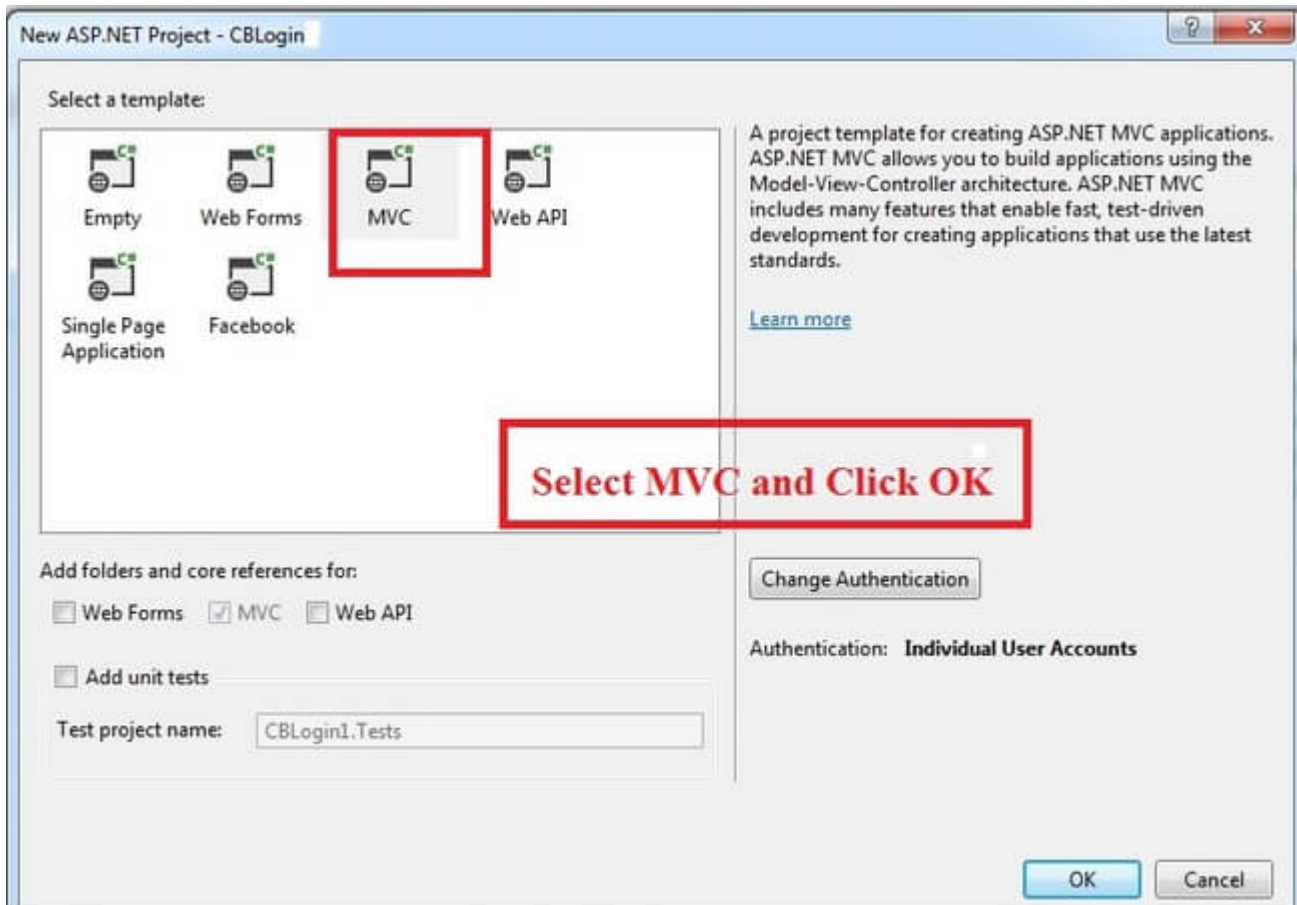 New ASP.NET Project - CBLogin
Select a template:
Empty
Web Forms
MVC
Web API
Single Page
Application
Facebook
A project template for creating ASP.NET MVC applications.
ASP.NET MVC allows you to build applications using the
Model-View-Controller architecture. ASP.NET MVC
includes many features that enable fast, test-driven
development for creating applications that use the latest
standards.
Learn more
Select MVC and Click OK
Add folders and core references for:
Web Forms MVC Web API
Add unit tests
Test project name: CBLogin1.Tests
Change Authentication
Authentication: Individual User Accounts
OK Cancel